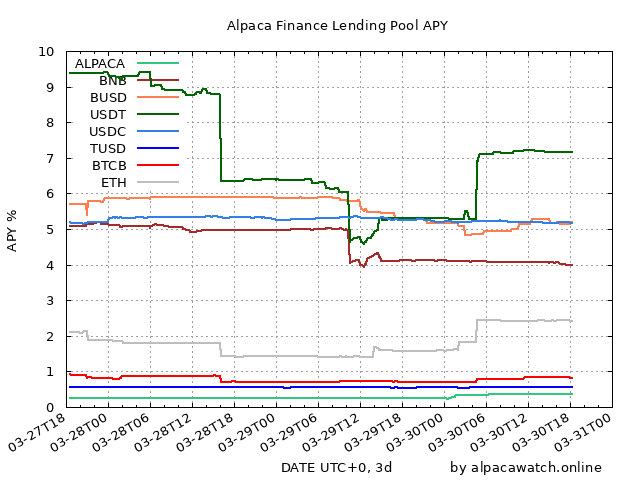 Alpaca Finance Lending Pool APY
10
9
8
7
6
5
4
3
2
1
0
APY %
ALPACA
BNB
BUSD
USDT
USDC
TUSD
BTCB
ETH
03-27T18
03-28T00
03-28T06
03-28T12
03-28T18
03-29T00
03-29T06
03-29T12
03-29T18
03-30T00
03-30T06
03-30T12
03-30T18
03-31T00
DATE UTC+0, 3d
by alpacawatch.online